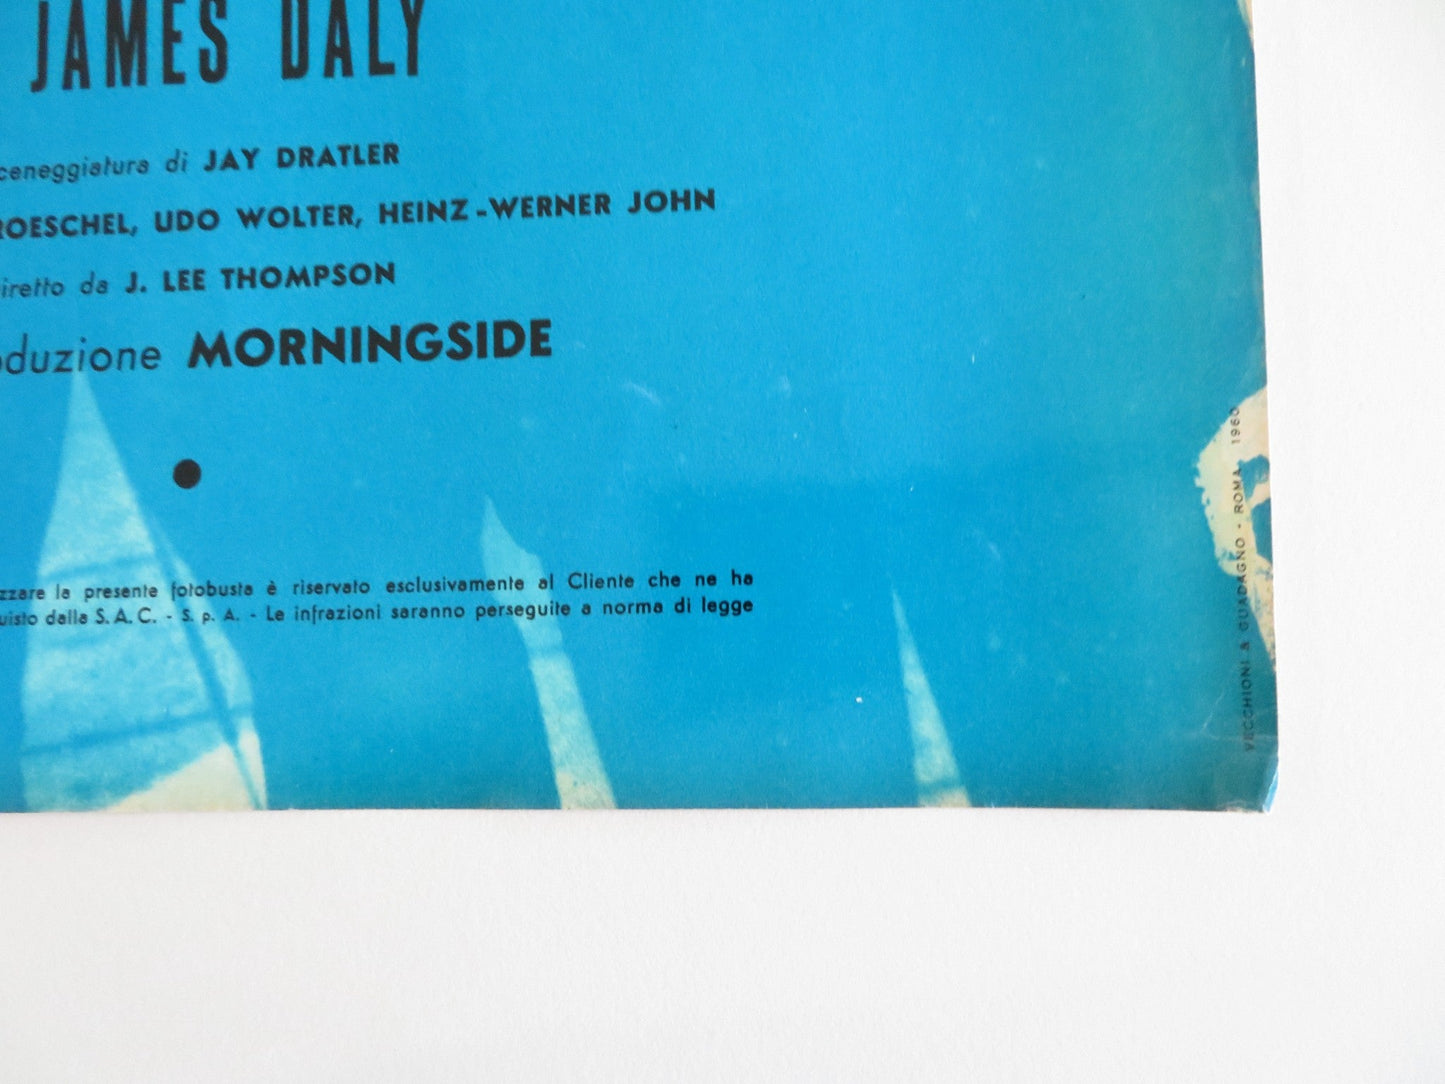 JAMES DALY
ceneggiatura di JAY DRATLER
ROESCHEL, UDO WOLTER, HEINZ-WERNER JOHN
iretto da J. LEE THOMPSON
oduzione MORNINGSIDE
zzare la presente fotobusta è riservato esclusivamente al Cliente che ne ha
uisto dalla S.A.C. - S. p. A. - Le infrazioni saranno perseguite a norma di legge
VECCHIONI & GUADAGNO - ROMA 1960